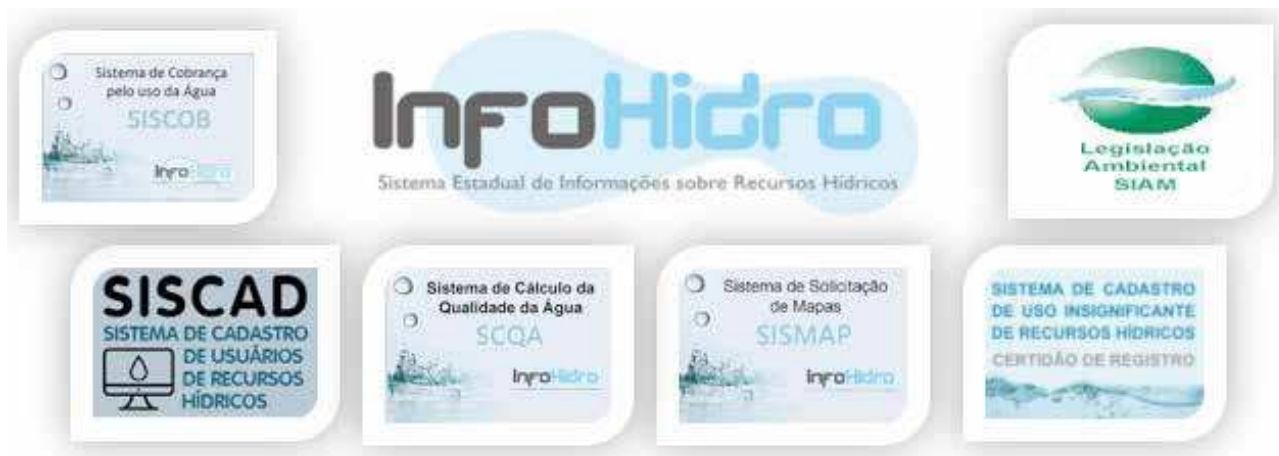 Sistema de Cobrança
pelo uso da Água
SISCOB
InfoHidro
InfoHidro
Sistema Estadual de Informações sobre Recursos Hídricos
Legislação
Ambiental
SIAM
SISCAD
SISTEMA DE CADASTRO
DE USUÁRIOS
DE RECURSOS
HÍDRICOS
Sistema de Cálculo da
Qualidade da Água
SCQA
InfoHidro
Sistema de Solicitação
de Mapas
SISMAP
InfoHidro
SISTEMA DE CADASTRO
DE USO INSIGNIFICANTE
DE RECURSOS HÍDRICOS
CERTIDÃO DE REGISTRO